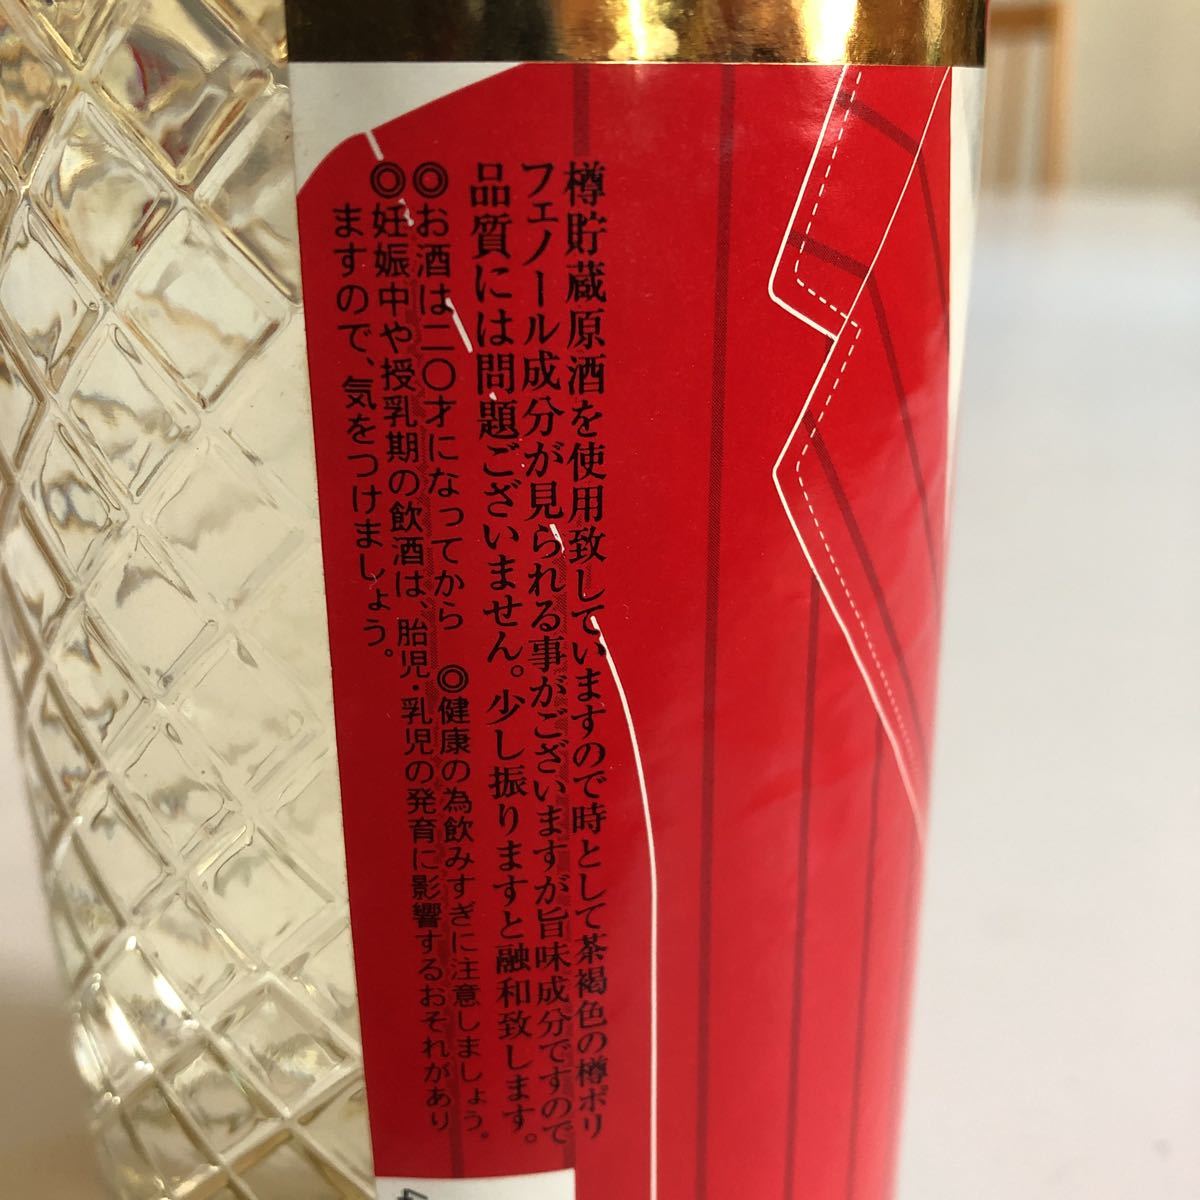 樽貯蔵原酒を使用致していますので時として茶褐色の樽ポリ
フェノール成分が見られる事がございますが旨味成分ですので
品質には問題ございません。少し振りますと融和致します。
◎お酒は二〇才になってから ◎健康の為飲みすぎに注意しましょう。
◎妊娠中や授乳期の飲酒は、胎児・乳児の発育に影響するおそれがあり
ますので、気をつけましょう。